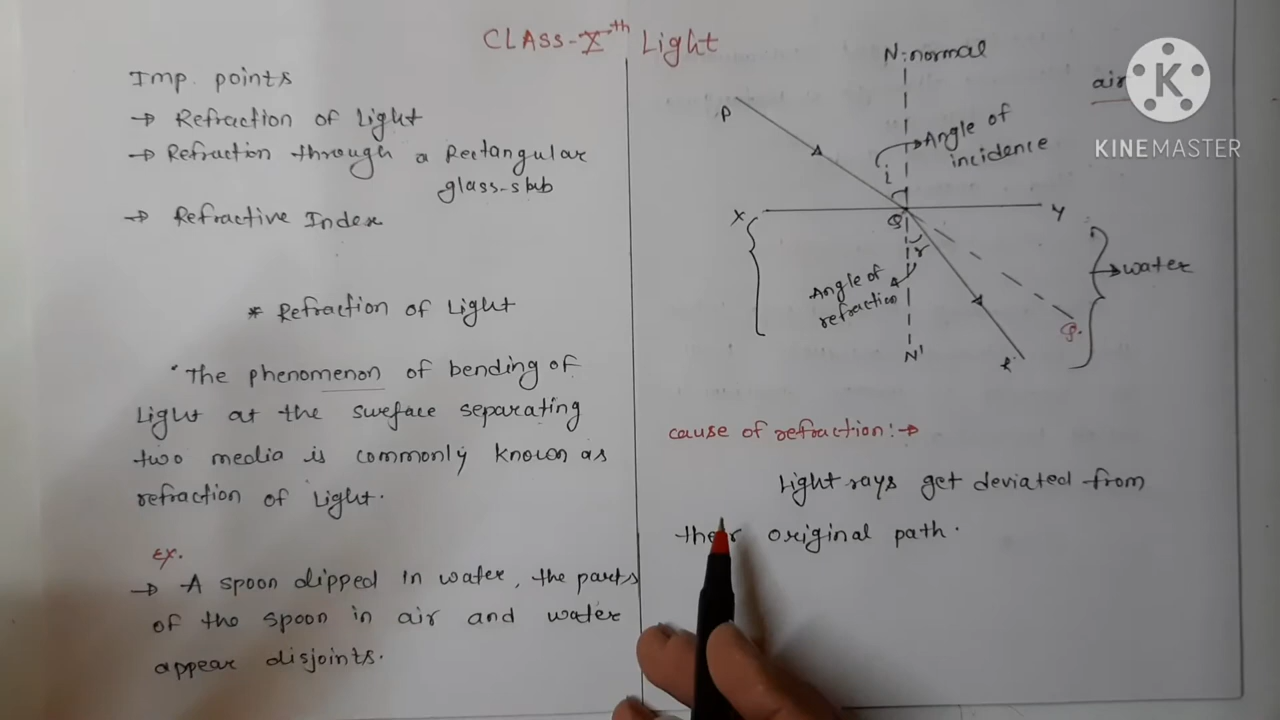 CLASS-Xth Light
Imp. points
→ Refraction of Light
→ Refraction through a Rectangular
glass-slab
→ Refractive Index
* Refraction of Light
The phenomenon of bending of
Light at the sweface separating
two media is commonly known as
refraction of Light.
Ex.
→ A spoon dipped in water, the parts
of the spoon in air and water
appear disjoints.
N:normal
air
K
KINEMASTER
P
Angle of
incidence
i
X
Y
Q
r
water
Angle of
refraction
N'
cause of refraction:→
Light rays get deviated from
their original path.